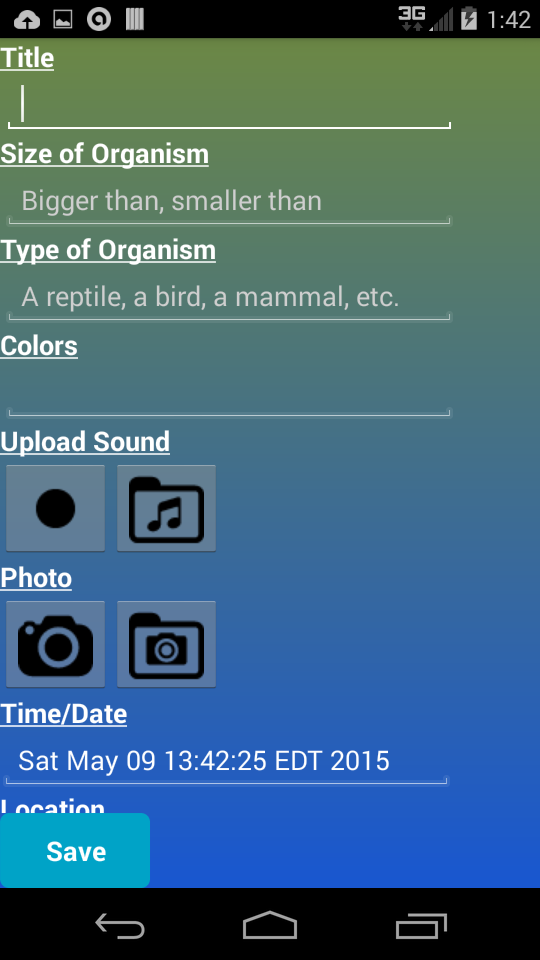 3G 1:42
Title
Size of Organism
Bigger than, smaller than
Type of Organism
A reptile, a bird, a mammal, etc.
Colors
Upload Sound
Photo
Time/Date
Sat May 09 13:42:25 EDT 2015
Location
Save